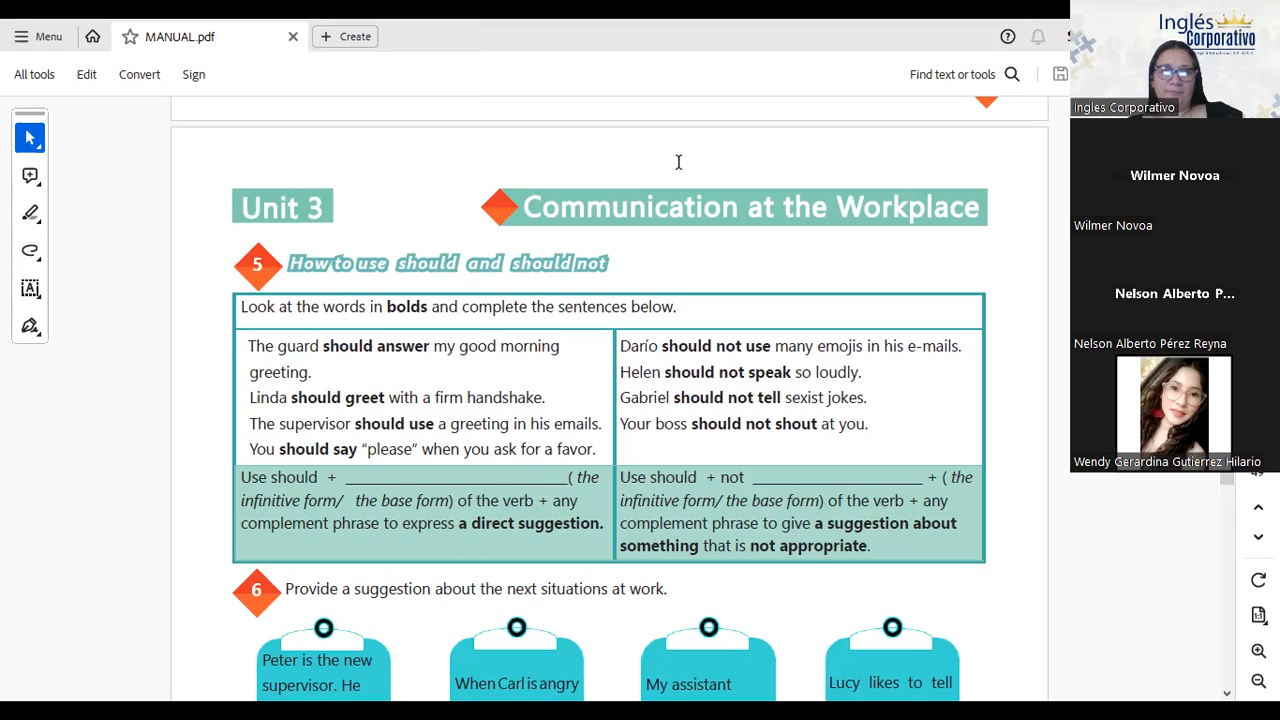 Menu
MANUAL.pdf
Create
All tools
Edit
Convert
Sign
Find text or tools
Unit 3
Communication at the Workplace
5
How to use should and should not
Look at the words in bolds and complete the sentences below.
The guard should answer my good morning
greeting.
Linda should greet with a firm handshake.
The supervisor should use a greeting in his emails.
You should say “please” when you ask for a favor.
Darío should not use many emojis in his e-mails.
Helen should not speak so loudly.
Gabriel should not tell sexist jokes.
Your boss should not shout at you.
Use should + ______________________ ( the
infinitive form/ the base form) of the verb + any
complement phrase to express a direct suggestion.
Use should + not _________________ + ( the
infinitive form/ the base form) of the verb + any
complement phrase to give a suggestion about
something that is not appropriate.
6
Provide a suggestion about the next situations at work.
Peter is the new
supervisor. He
When Carl is angry
My assistant
Lucy likes to tell
Inglés
Corporativo
Ingles Corporativo
Wilmer Novoa
Wilmer Novoa
Nelson Alberto P...
Nelson Alberto Pérez Reyna
Wendy Gerardina Gutierrez Hilario